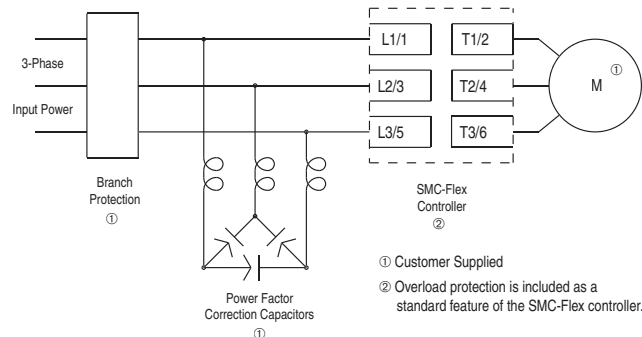 3-Phase
Input Power
Branch
Protection
①
L1/1
T1/2
L2/3
T2/4
L3/5
T3/6
M
①
SMC-Flex
Controller
②
Power Factor
Correction Capacitors
①
① Customer Supplied
② Overload protection is included as a
standard feature of the SMC-Flex controller.